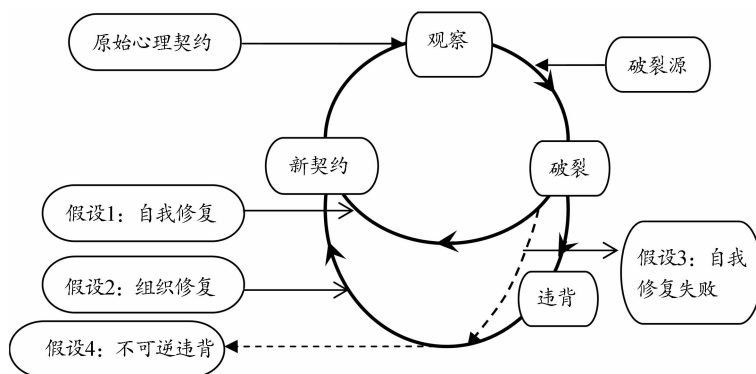 原始心理契约
观察
破裂源
新契约
破裂
假设1：自我修复
假设2：组织修复
假设3：自我
修复失败
违背
假设4：不可逆违背